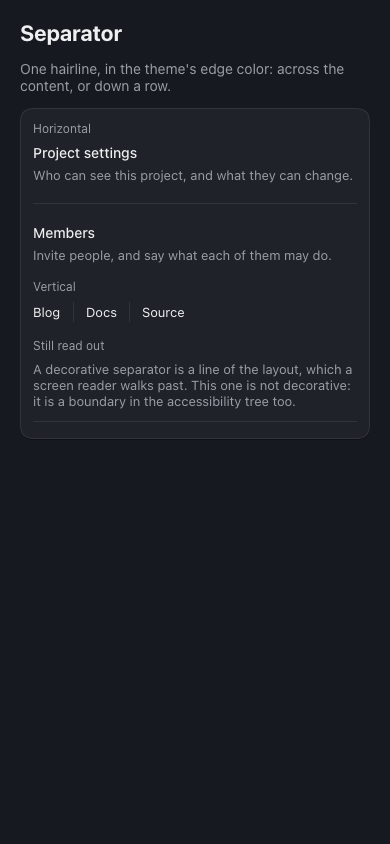 Separator
One hairline, in the theme's edge color: across the
content, or down a row.
Horizontal
Project settings
Who can see this project, and what they can change.
Members
Invite people, and say what each of them may do.
Vertical
Blog
Docs
Source
Still read out
A decorative separator is a line of the layout, which a
screen reader walks past. This one is not decorative:
it is a boundary in the accessibility tree too.